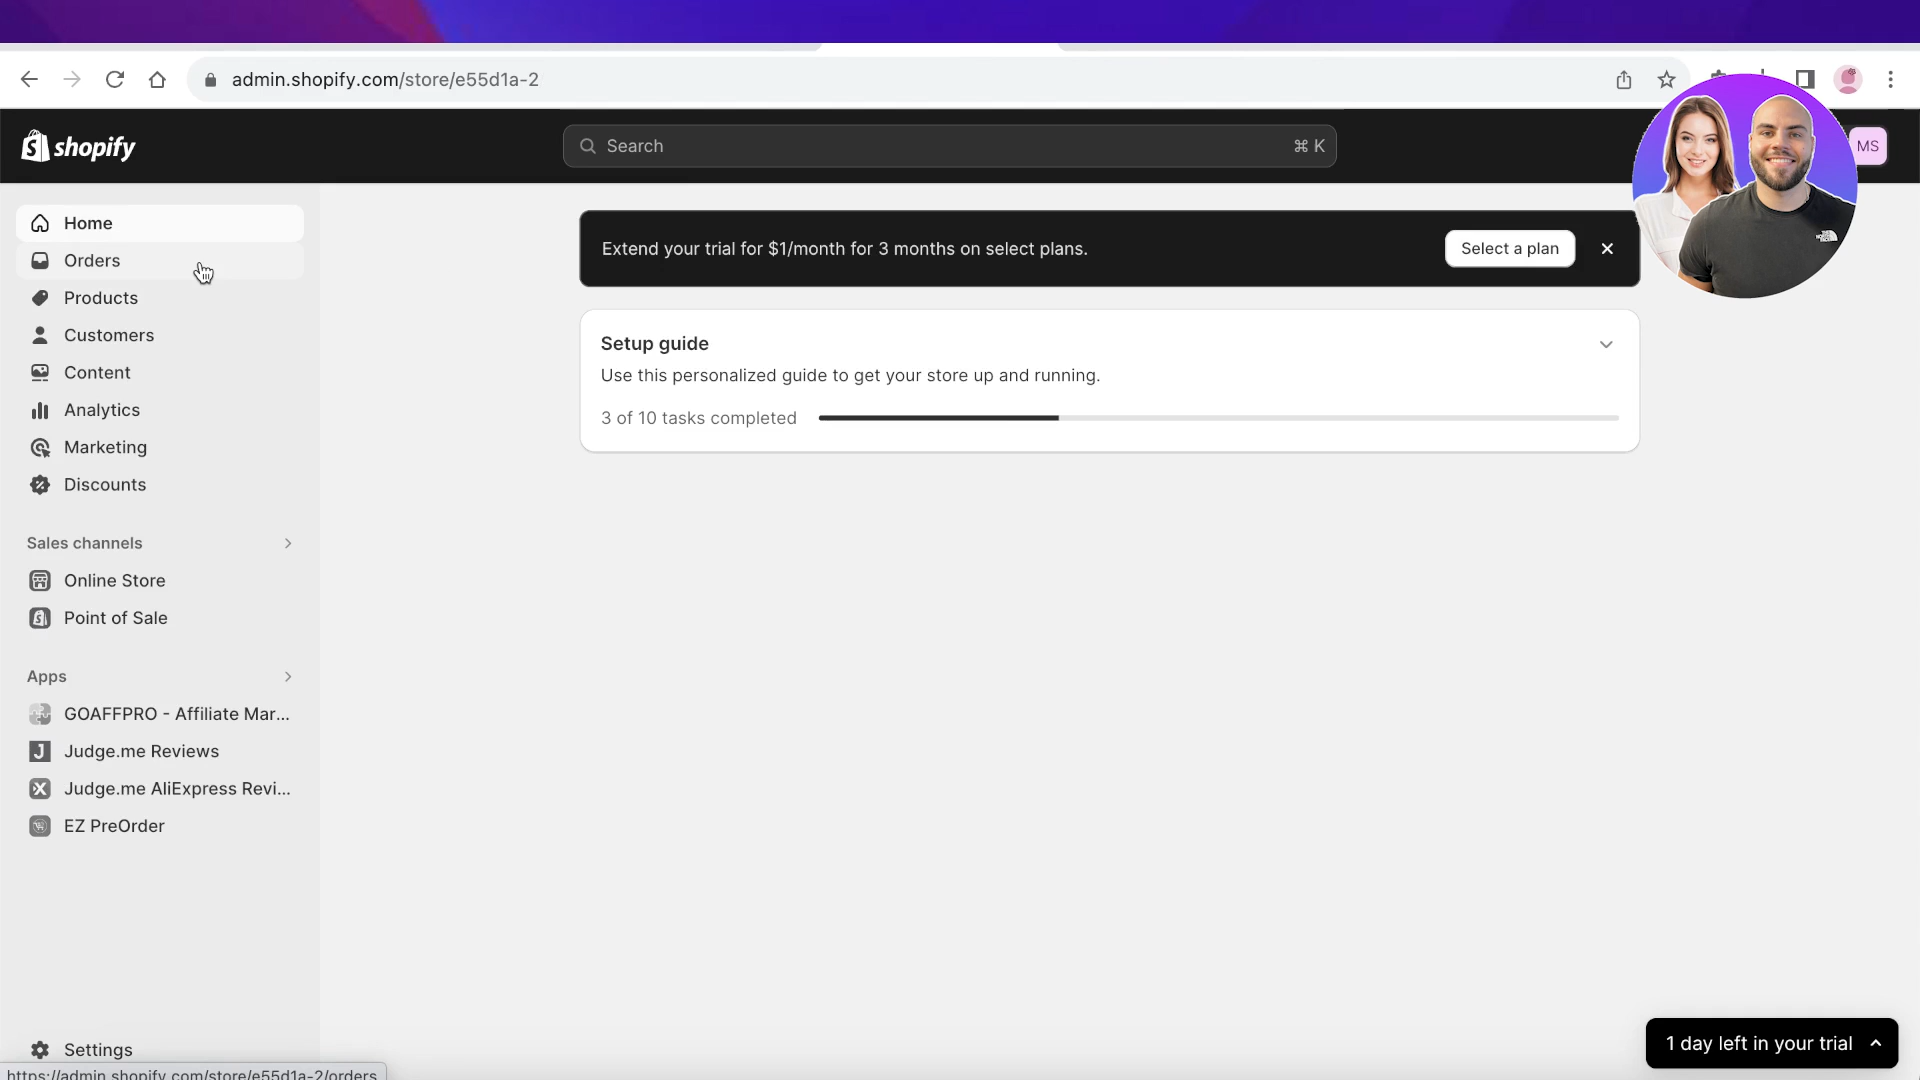 admin.shopify.com/store/e55d1a-2
shopify
Search
⌘ K
MS
Home
Orders
Products
Customers
Content
Analytics
Marketing
Discounts
Sales channels
Online Store
Point of Sale
Apps
GOAFFPRO - Affiliate Mar...
Judge.me Reviews
Judge.me AliExpress Revi...
EZ PreOrder
Settings
https://admin.shopify.com/store/e55d1a-2/orders
Extend your trial for $1/month for 3 months on select plans.
Select a plan
Setup guide
Use this personalized guide to get your store up and running.
3 of 10 tasks completed
1 day left in your trial